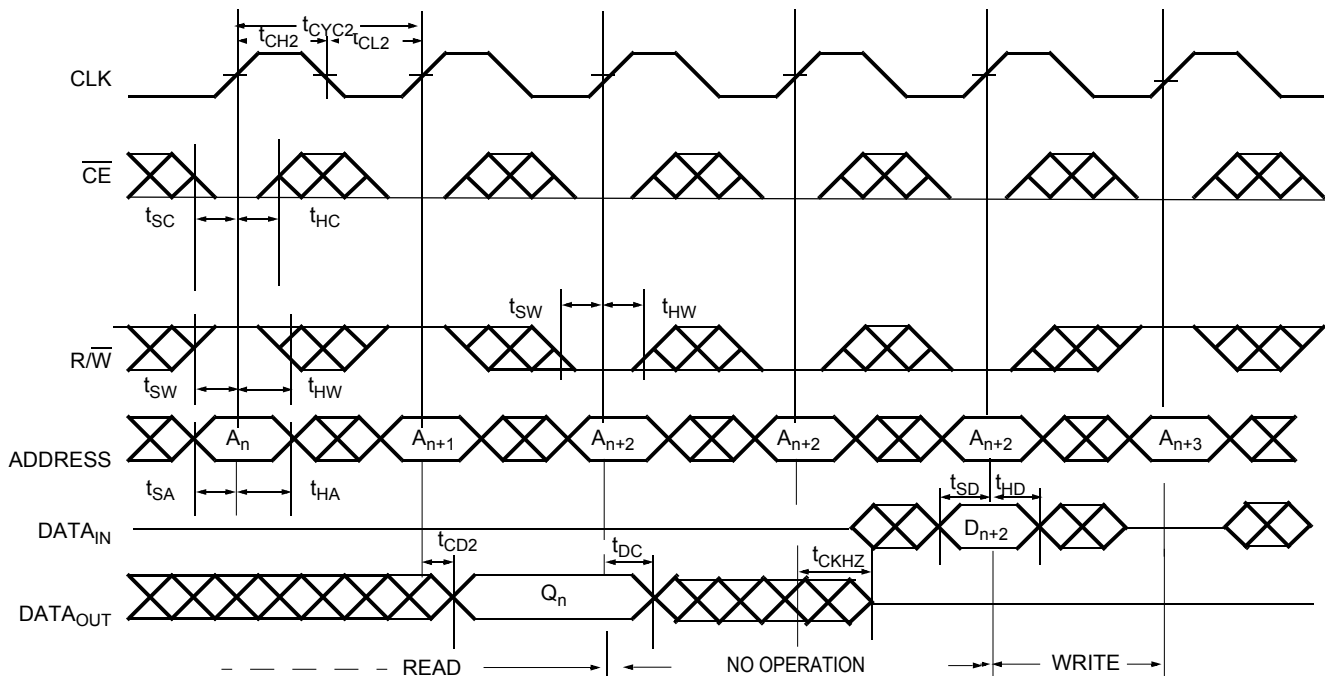 tCYC2
tCH2 tCL2
CLK
CE
tSC tHC
tSW tHW
R/W
tSW tHW
An An+1 An+2 An+2 An+2 An+3
ADDRESS
tSA tHA tSD tHD
DATAIN Dn+2
tCD2 tDC tCKHZ
Qn
DATAOUT
READ NO OPERATION WRITE